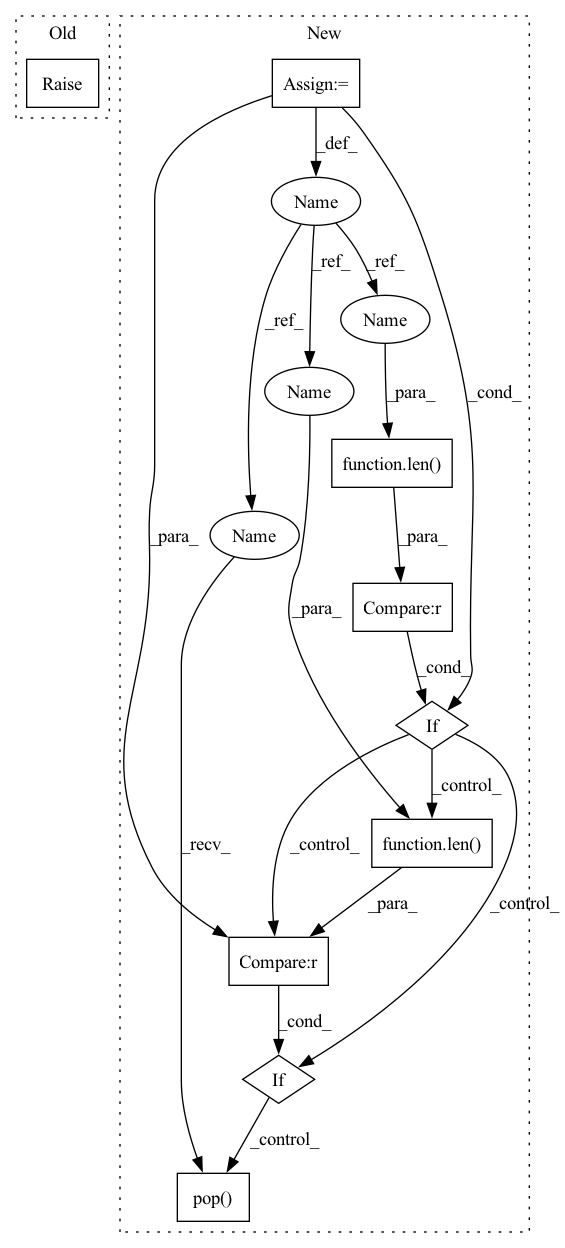 Old
New
Raise
Assign:=
_def_
Name
_ref_
_ref_
_ref_
Name
Name
_para_
_cond_
function.len()
Name
_para_
_para_
_para_
Compare:r
_cond_
If
_control_
function.len()
_recv_
_control_
_para_
_control_
Compare:r
_cond_
If
_control_
pop()